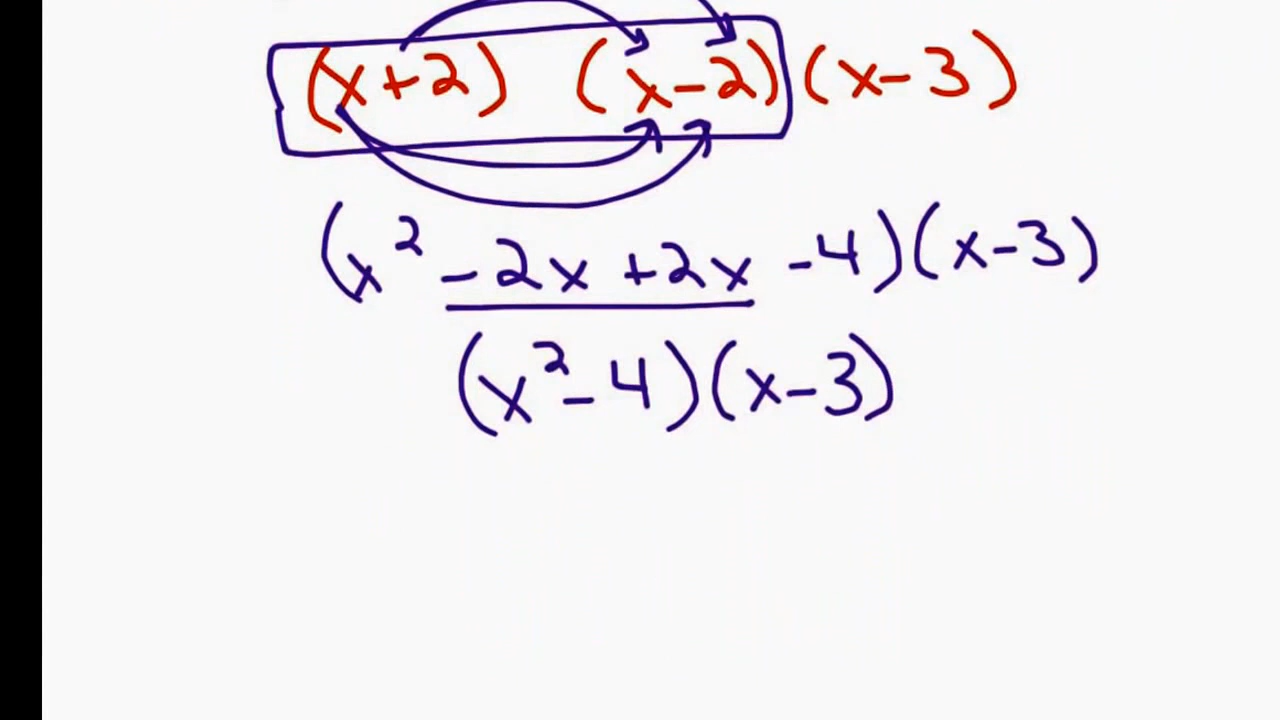 (x+2) (x-2)(x-3)
(x² -2x +2x -4)(x-3)
(x²-4)(x-3)